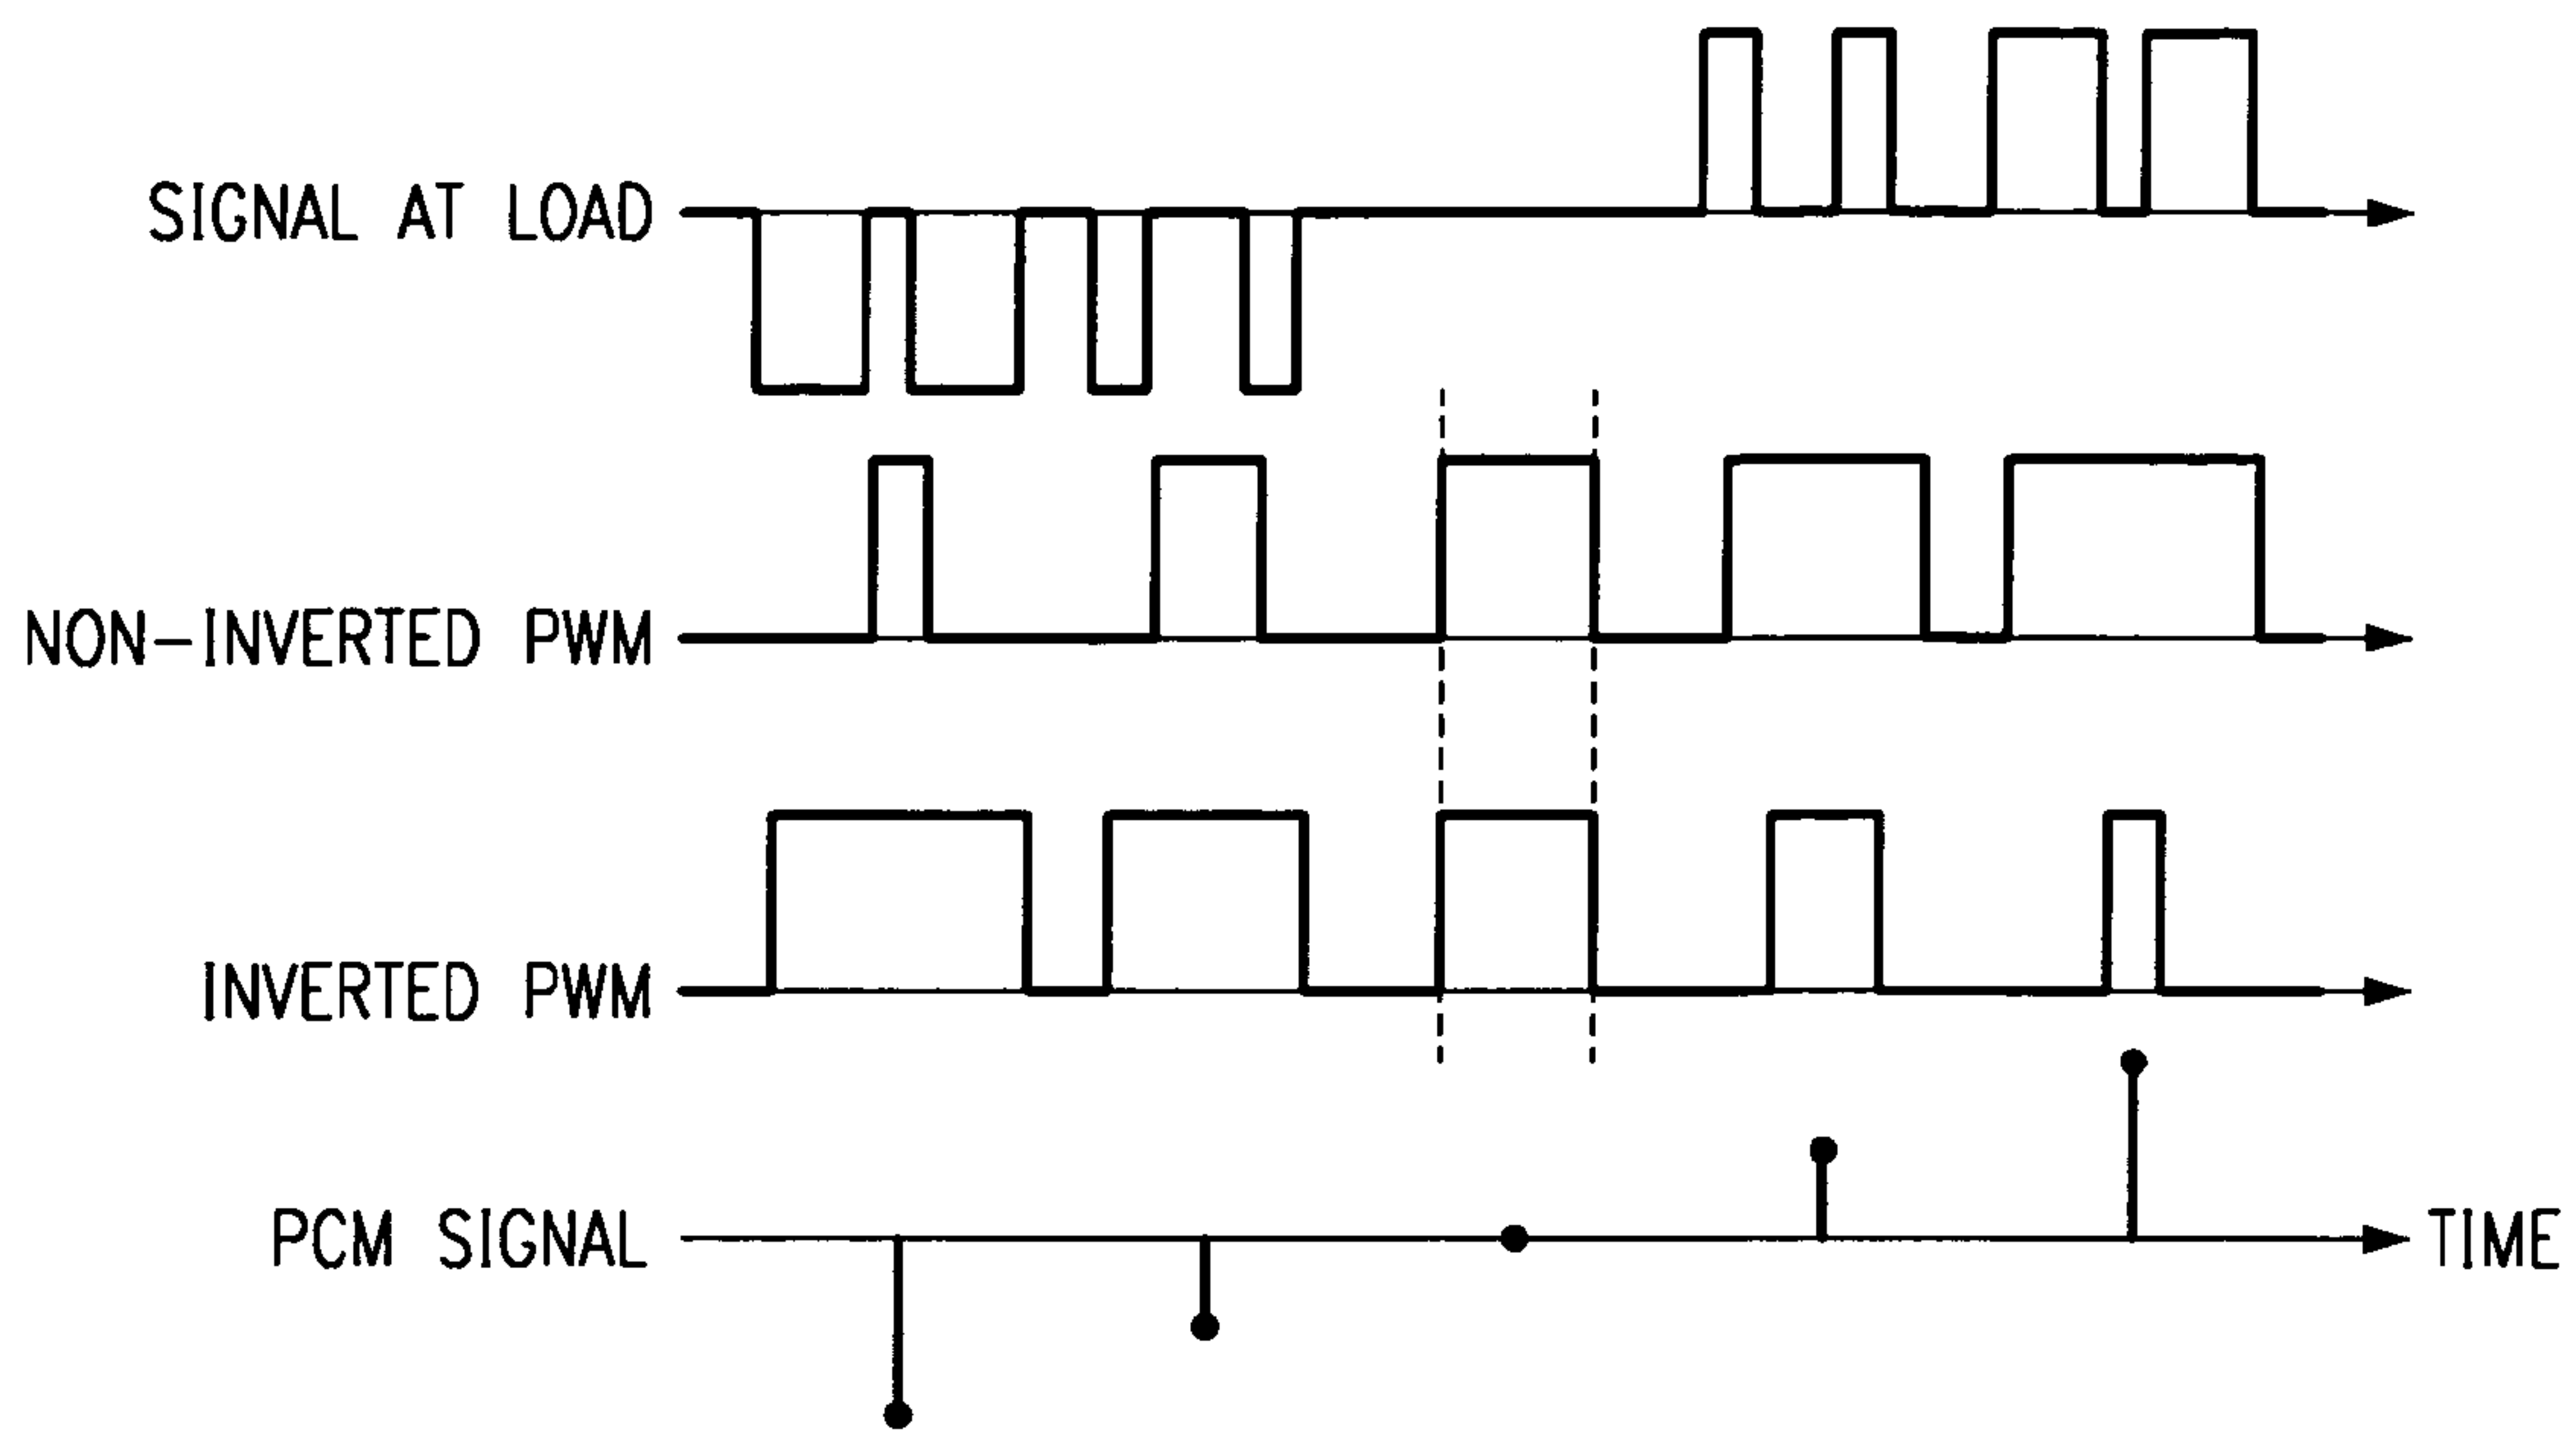 SIGNAL AT LOAD
NON-INVERTED PWM
INVERTED PWM
PCM SIGNAL
TIME